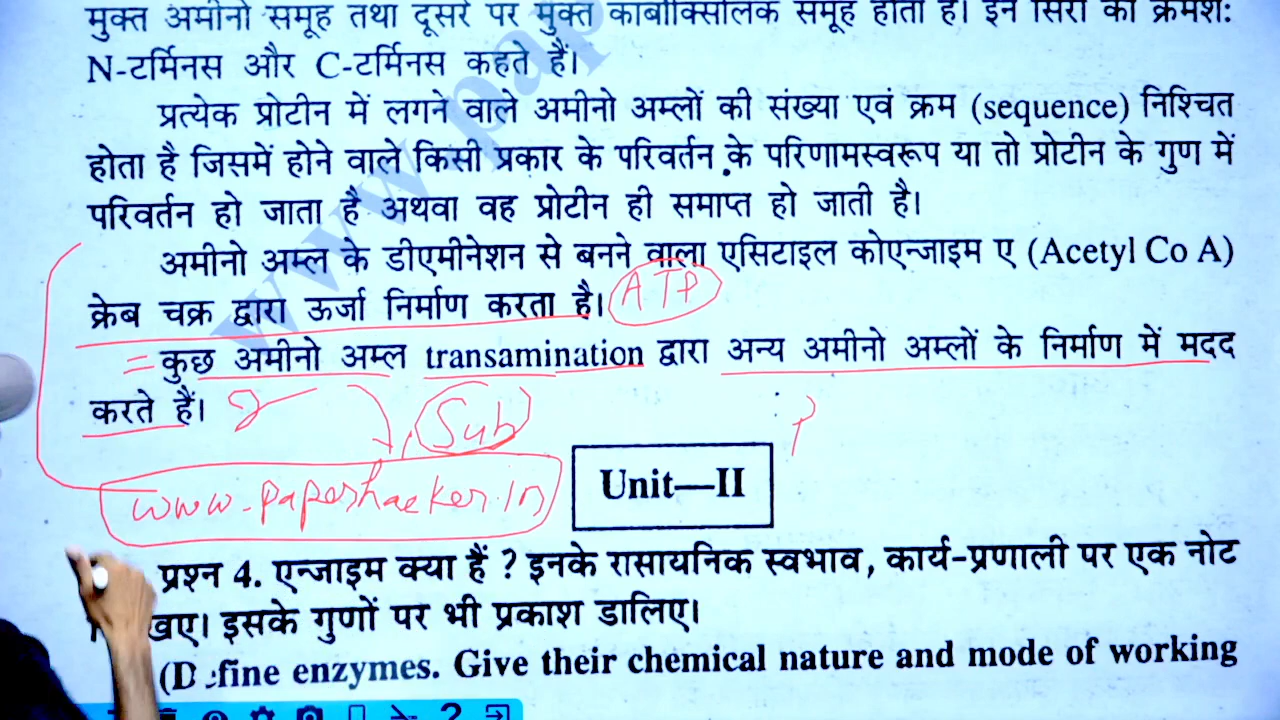 मुक्त अमीनो समूह तथा दूसरे पर मुक्त कार्बोक्सिलिक समूह होता है। इन सिरों को क्रमश:
N-टर्मिनस और C-टर्मिनस कहते हैं।
प्रत्येक प्रोटीन में लगने वाले अमीनो अम्लों की संख्या एवं क्रम (sequence) निश्चित
होता है जिसमें होने वाले किसी प्रकार के परिवर्तन के परिणामस्वरूप या तो प्रोटीन के गुण में
परिवर्तन हो जाता है अथवा वह प्रोटीन ही समाप्त हो जाती है।
अमीनो अम्ल के डीएमीनेशन से बनने वाला एसिटाइल कोएन्जाइम ए (Acetyl Co A)
क्रेब चक्र द्वारा ऊर्जा निर्माण करता है। ATP
कुछ अमीनो अम्ल transamination द्वारा अन्य अमीनो अम्लों के निर्माण में मदद
करते हैं।
(Sub)
www.papershacker.in
Unit—II
प्रश्न 4. एन्जाइम क्या हैं ? इनके रासायनिक स्वभाव, कार्य-प्रणाली पर एक नोट
खिए। इसके गुणों पर भी प्रकाश डालिए।
(Define enzymes. Give their chemical nature and mode of working